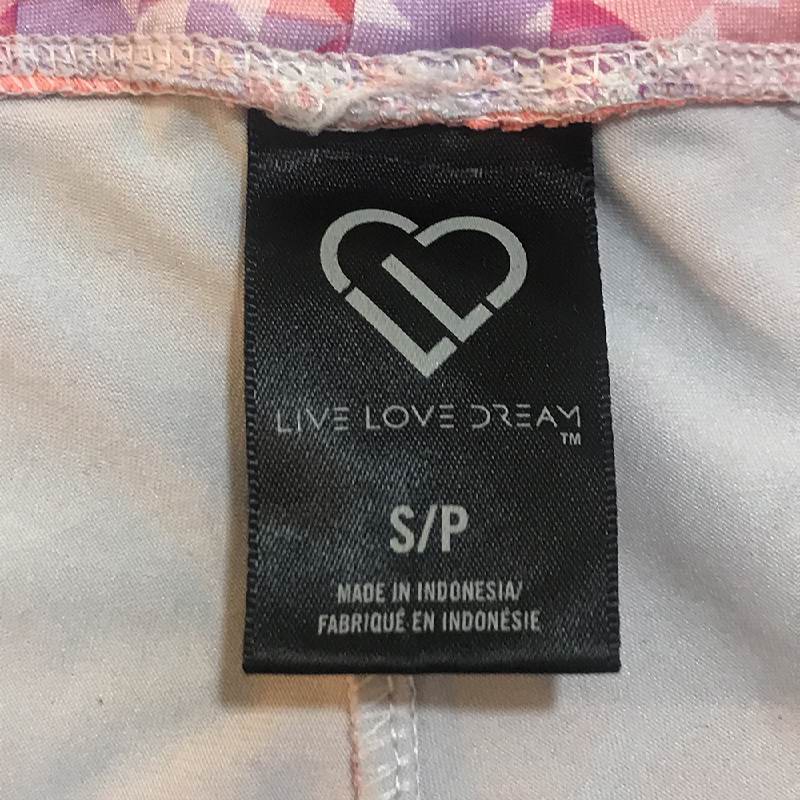 LIVE LOVE DREAM
TM
S/P
MADE IN INDONESIA/
FABRIQUÉ EN INDONÉSIE